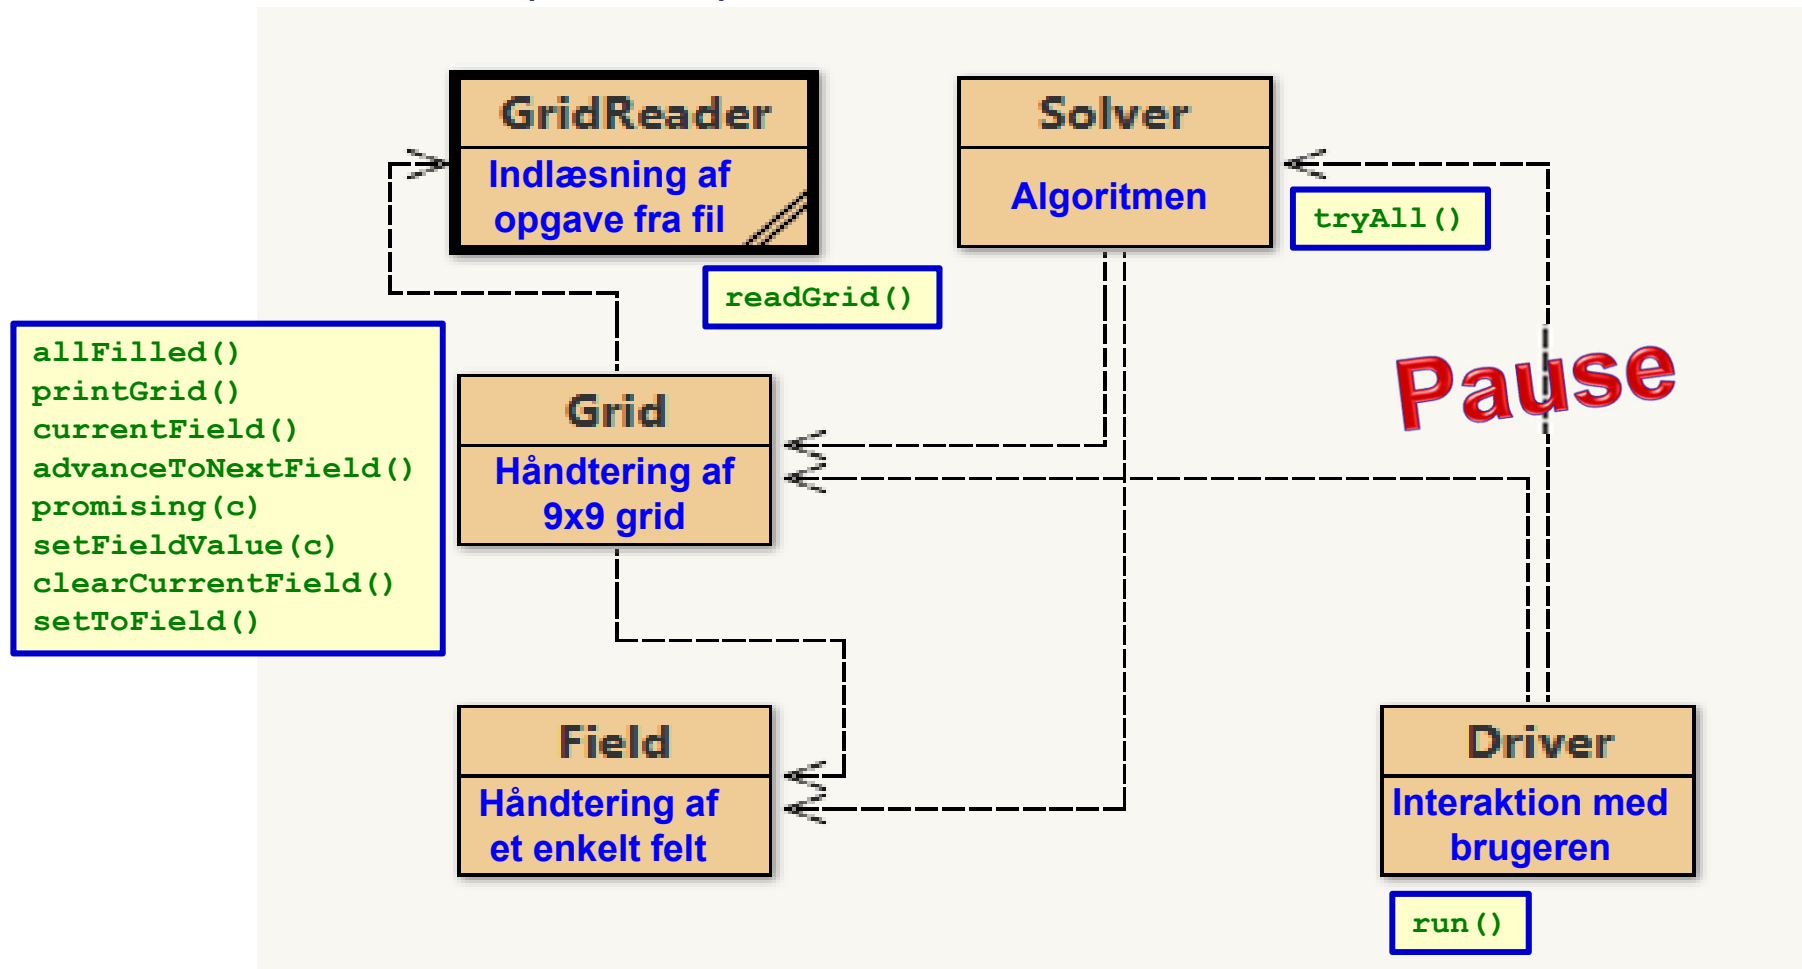 GridReader
Indlæsning af
opgave fra fil
readGrid()
Solver
Algoritmen
tryAll()
allFilled()
printGrid()
currentField()
advanceToNextField()
promising(c)
setFieldValue(c)
clearCurrentField()
setToField()
Grid
Håndtering af
9x9 grid
Pause
Field
Håndtering af
et enkelt felt
Driver
Interaktion med
brugeren
run()